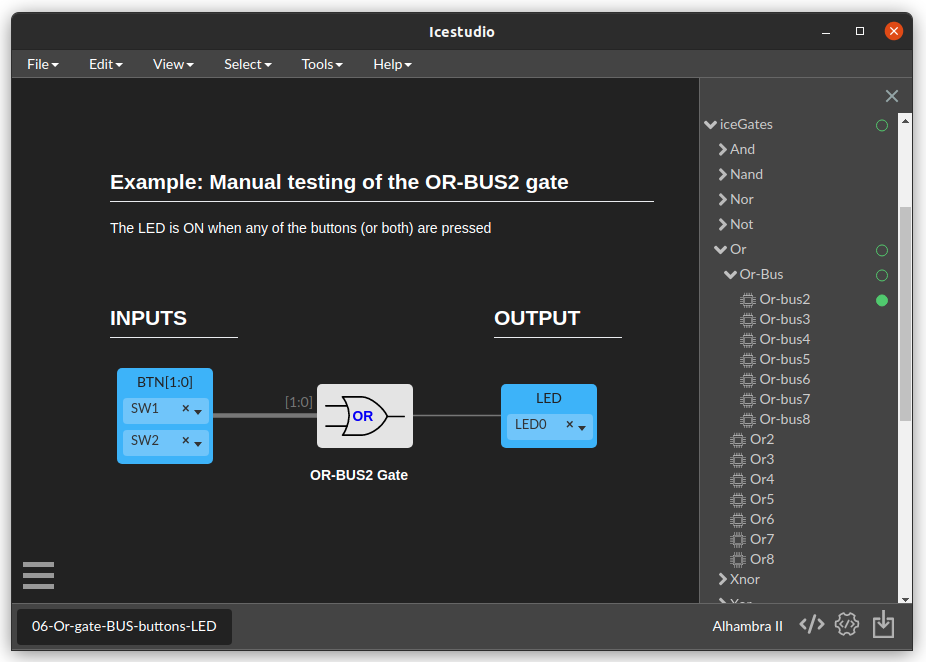 Icestudio
File Edit View Select Tools Help
Example: Manual testing of the OR-BUS2 gate
The LED is ON when any of the buttons (or both) are pressed
INPUTS
OUTPUT
BTN[1:0]
SW1 ×
SW2 ×
[1:0]
OR
OR-BUS2 Gate
LED
LED0 ×
iceGates
And
Nand
Nor
Not
Or
Or-Bus
Or-bus2
Or-bus3
Or-bus4
Or-bus5
Or-bus6
Or-bus7
Or-bus8
Or2
Or3
Or4
Or5
Or6
Or7
Or8
Xnor
06-Or-gate-BUS-buttons-LED
Alhambra II </>